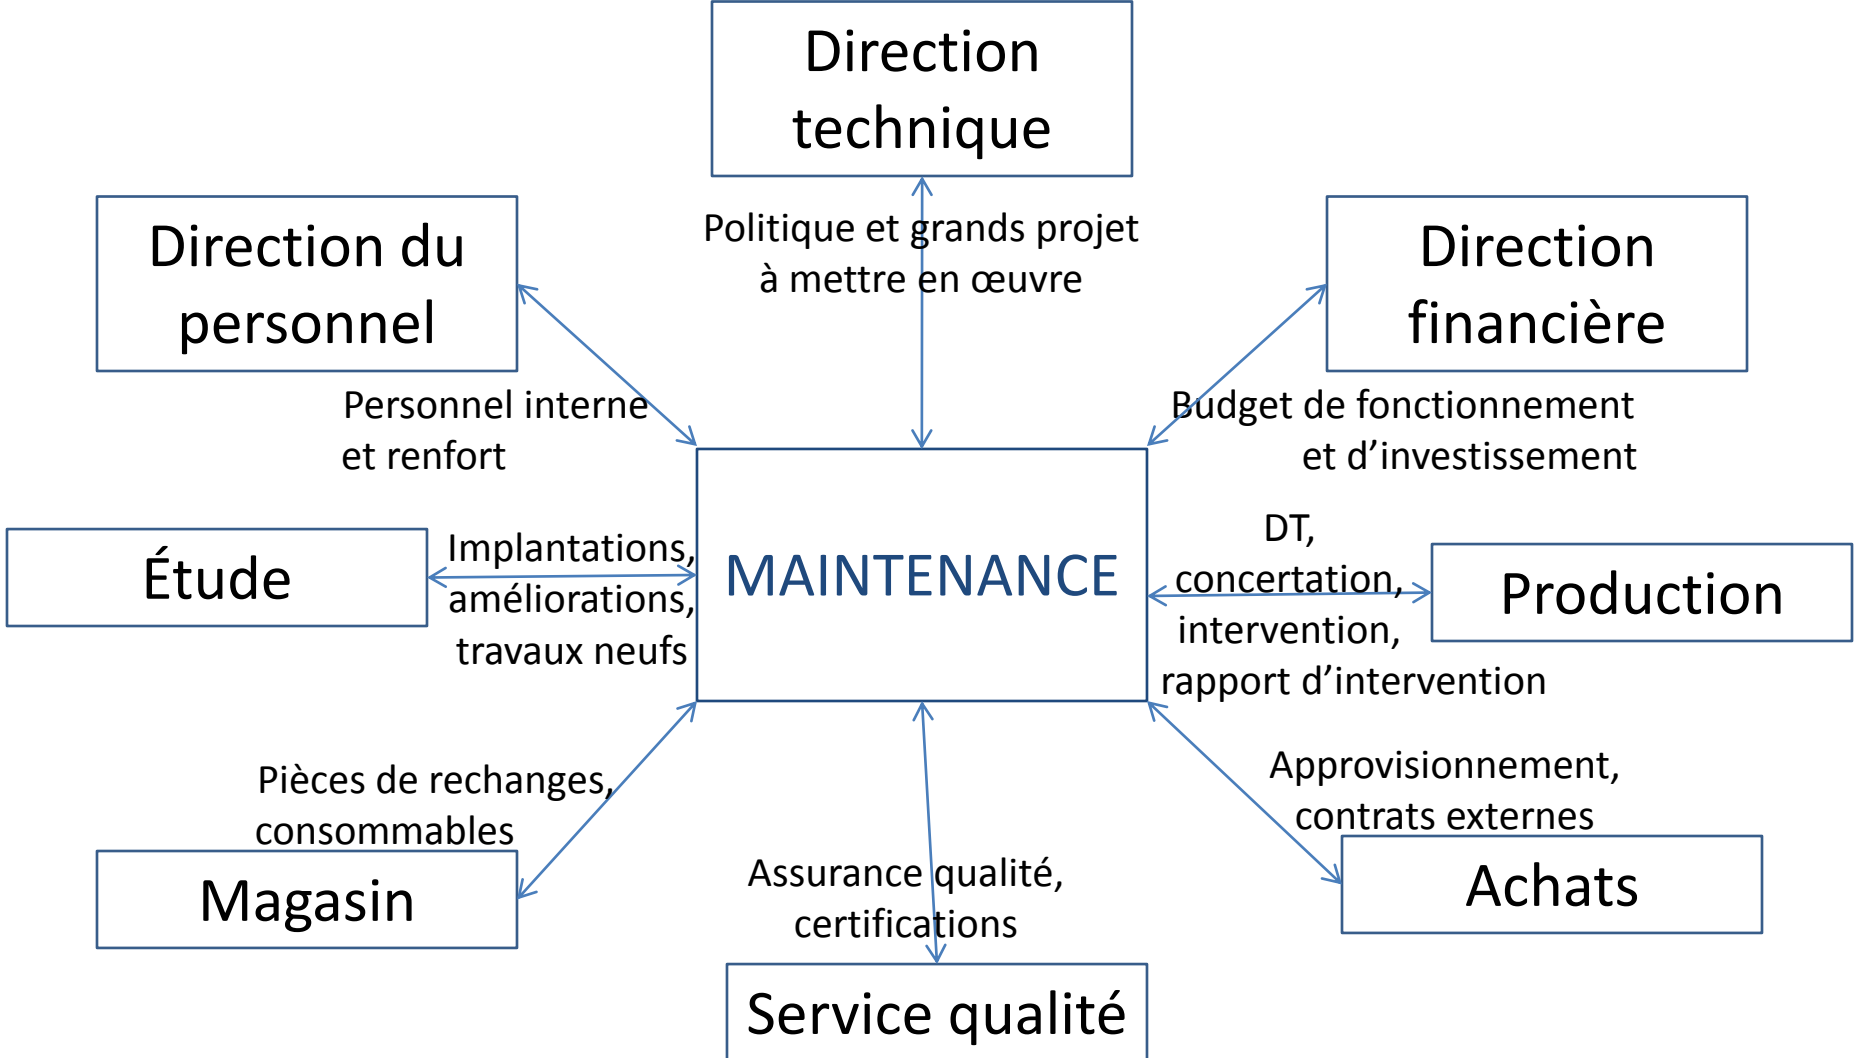 Direction
technique
Politique et grands projet
à mettre en œuvre
Direction du
personnel
Personnel interne
et renfort
Direction
financière
Budget de fonctionnement
et d’investissement
Étude
Implantations,
améliorations,
travaux neufs
MAINTENANCE
DT,
concertation,
intervention,
rapport d’intervention
Production
Pièces de rechanges,
consommables
Magasin
Assurance qualité,
certifications
Service qualité
Approvisionnement,
contrats externes
Achats